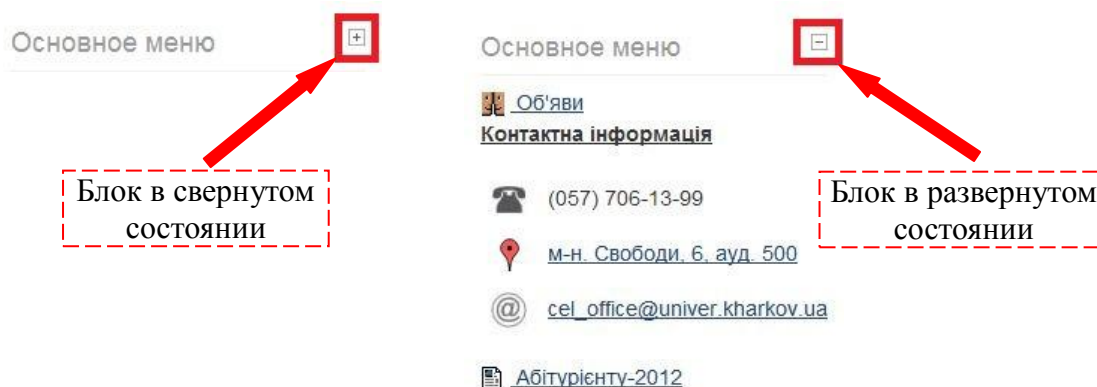 Основное меню
Блок в свернутом
состоянии
Основное меню
Об'яви
Контактна інформація
(057) 706-13-99
м-н. Свободи, 6, ауд. 500
cel_office@univer.kharkov.ua
Абітурієнту-2012
Блок в развернутом
состоянии